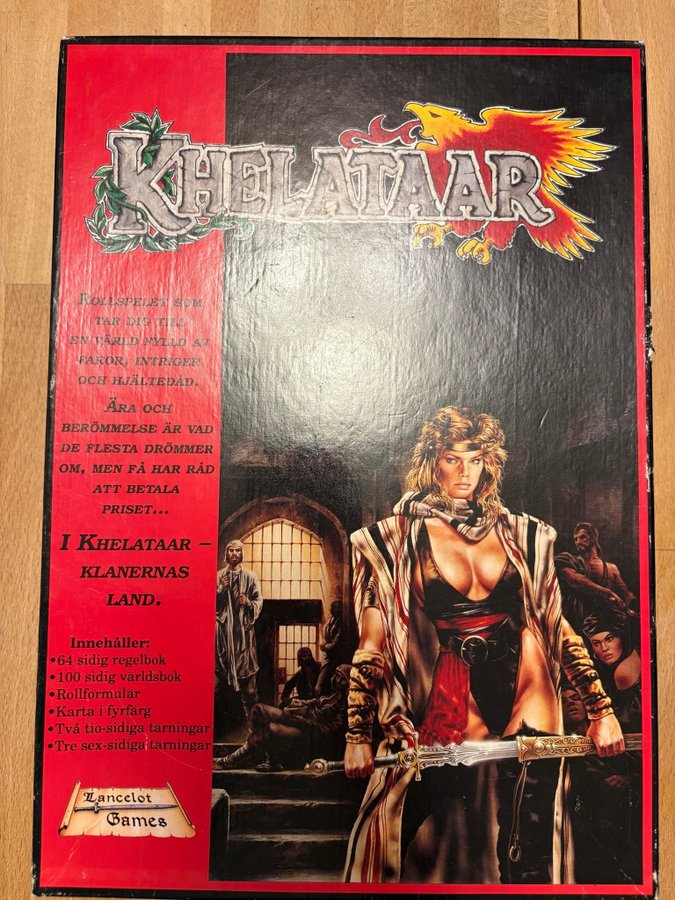 KHELATAAR
ROLLSPELET SOM
TAR DIG TILL
EN VÄRLD FYLLD AV
FAROR, INTRIGER
OCH HJÄLTEDÅD.
ÄRA OCH
BERÖMMELSE ÄR VAD
DE FLESTA DRÖMMER
OM, MEN FÅ HAR RÅD
ATT BETALA
PRISET...
I KHELATAAR –
KLANERNAS
LAND.
Innehåller:
•64 sidig regelbok
•100 sidig världsbok
•Rollformulär
•Karta i fyrfärg
•Två tio-sidiga tärningar
•Tre sex-sidiga tärningar
Lancelot
Games